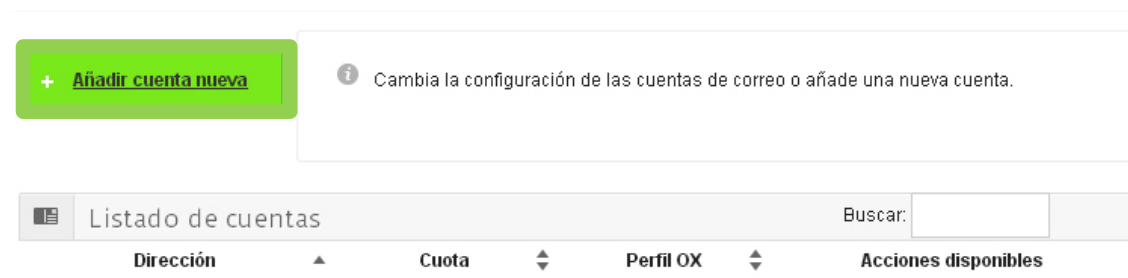 + Añadir cuenta nueva
Cambia la configuración de las cuentas de correo o añade una nueva cuenta.
Listado de cuentas
Buscar:
Dirección Cuota Perfil OX Acciones disponibles